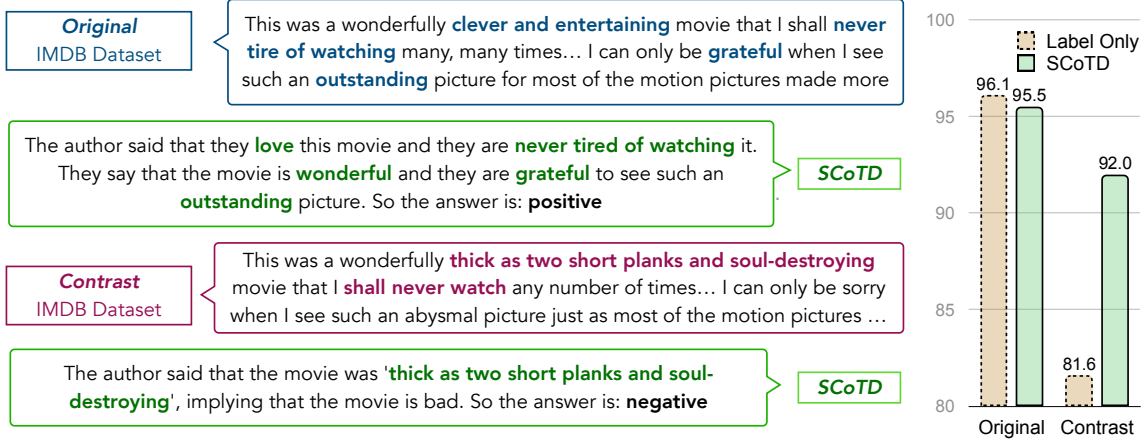 Original
IMDB Dataset
This was a wonderfully clever and entertaining movie that I shall never
tire of watching many, many times... I can only be grateful when I see
such an outstanding picture for most of the motion pictures made more
The author said that they love this movie and they are never tired of watching it.
They say that the movie is wonderful and they are grateful to see such an
outstanding picture. So the answer is: positive
SCoTD
Contrast
IMDB Dataset
This was a wonderfully thick as two short planks and soul-destroying
movie that I shall never watch any number of times... I can only be sorry
when I see such an abysmal picture just as most of the motion pictures ...
The author said that the movie was 'thick as two short planks and soul-
destroying', implying that the movie is bad. So the answer is: negative
SCoTD
100
95
90
85
80
Label Only
SCoTD
96.1
95.5
81.6
92.0
Original
Contrast